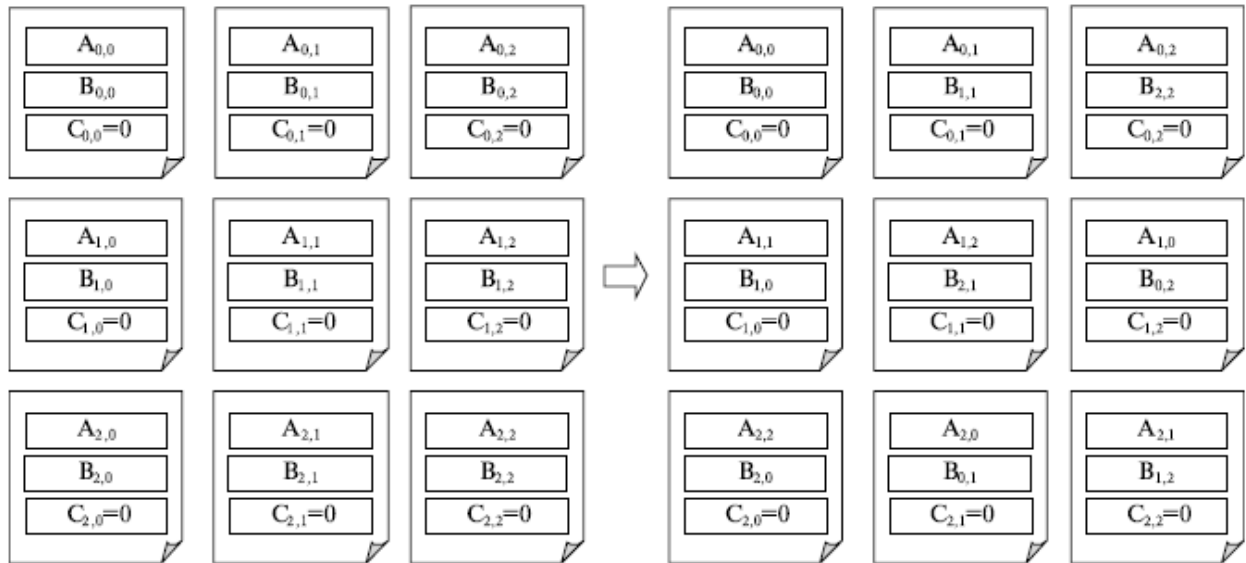 A₀,₀ A₀,₁ A₀,₂ A₀,₀ A₀,₁ A₀,₂
B₀,₀ B₀,₁ B₀,₂ B₀,₀ B₁,₁ B₂,₂
C₀,₀=0 C₀,₁=0 C₀,₂=0 C₀,₀=0 C₀,₁=0 C₀,₂=0
A₁,₀ A₁,₁ A₁,₂ A₁,₁ A₁,₂ A₁,₀
B₁,₀ B₁,₁ B₁,₂ B₁,₀ B₂,₁ B₀,₂
C₁,₀=0 C₁,₁=0 C₁,₂=0 C₁,₀=0 C₁,₁=0 C₁,₂=0
A₂,₀ A₂,₁ A₂,₂ A₂,₂ A₂,₀ A₂,₁
B₂,₀ B₂,₁ B₂,₂ B₂,₀ B₀,₁ B₁,₂
C₂,₀=0 C₂,₁=0 C₂,₂=0 C₂,₀=0 C₂,₁=0 C₂,₂=0